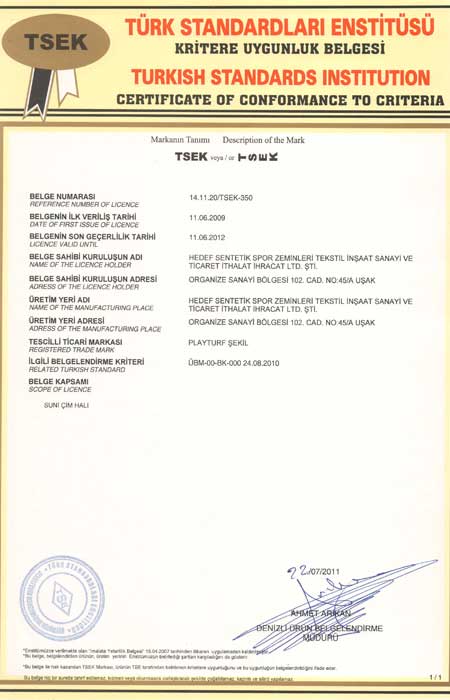 TSEK
TÜRK STANDARDLARI ENSTİTÜSÜ
KRİTERE UYGUNLUK BELGESİ
TURKISH STANDARDS INSTITUTION
CERTIFICATE OF CONFORMANCE TO CRITERIA
Markanın Tanımı Description of the Mark
TSEK veya / or TSEK
BELGE NUMARASI 14.11.20/TSEK-350
REFERENCE NUMBER OF LICENCE
BELGENİN İLK VERİLİŞ TARİHİ 11.06.2009
DATE OF FIRST ISSUE OF LICENCE
BELGENİN SON GEÇERLİLİK TARİHİ 11.06.2012
LICENCE VALID UNTIL
BELGE SAHİBİ KURULUŞUN ADI HEDEF SENTETİK SPOR ZEMİNLERİ TEKSTİL İNŞAAT SANAYİ VE
NAME OF THE LICENCE HOLDER TİCARET İTHALAT İHRACAT LTD. ŞTİ.
BELGE SAHİBİ KURULUŞUN ADRESİ ORGANİZE SANAYİ BÖLGESİ 102. CAD. NO:45/A UŞAK
ADRESS OF THE LICENCE HOLDER
ÜRETİM YERİ ADI HEDEF SENTETİK SPOR ZEMİNLERİ TEKSTİL İNŞAAT SANAYİ VE
NAME OF THE MANUFACTURING PLACE TİCARET İTHALAT İHRACAT LTD. ŞTİ.
ÜRETİM YERİ ADRESİ ORGANİZE SANAYİ BÖLGESİ 102. CAD. NO:45/A UŞAK
ADRESS OF THE MANUFACTURING PLACE
TESCİLLİ TİCARİ MARKASI PLAYTURF ŞEKİL
REGISTERED TRADE MARK
İLGİLİ BELGELENDİRME KRİTERİ ÜBM-00-BK-000 24.08.2010
RELATED TURKISH STANDARD
BELGE KAPSAMI
SCOPE OF LICENCE
SUNİ ÇİM HALI
22/07/2011
AHMET ARIKAN
DENİZLİ ÜRÜN BELGELENDİRME
MÜDÜRÜ
1 / 1